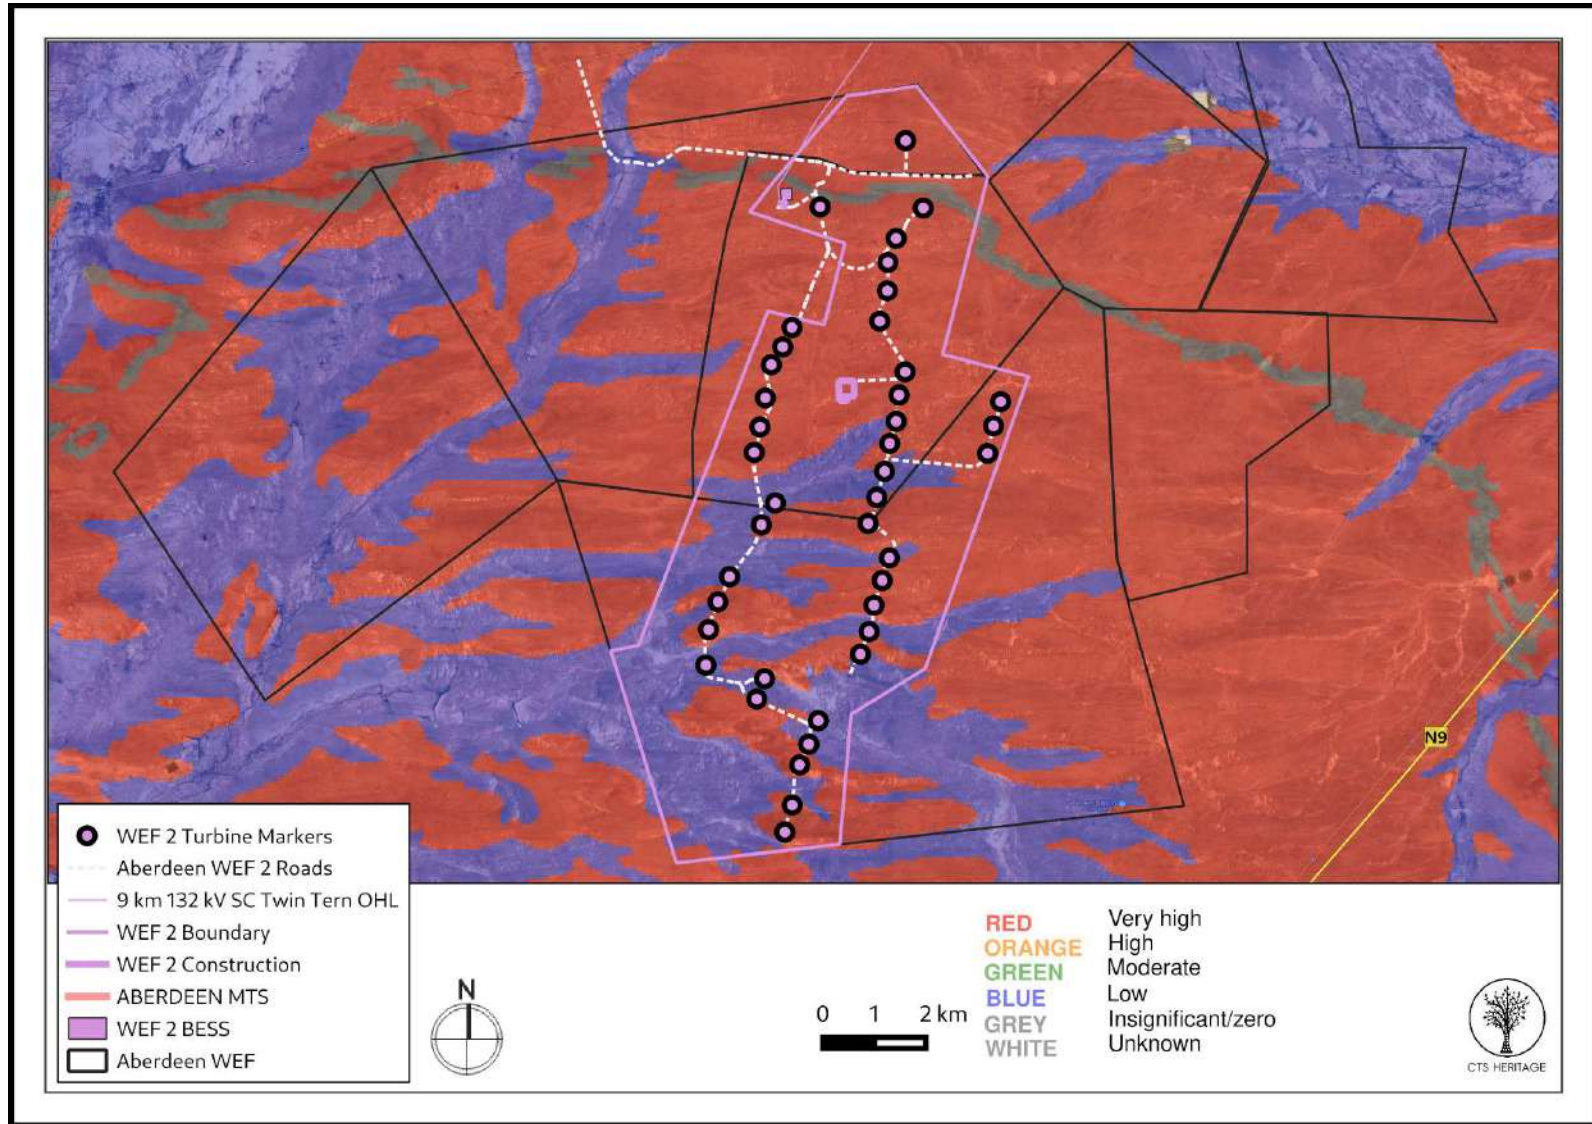 N9
WEF 2 Turbine Markers
Aberdeen WEF 2 Roads
9 km 132 kV SC Twin Tern OHL
WEF 2 Boundary
WEF 2 Construction
ABERDEEN MTS
WEF 2 BESS
Aberdeen WEF
N
0 1 2 km
RED Very high
ORANGE High
GREEN Moderate
BLUE Low
GREY Insignificant/zero
WHITE Unknown
CTS HERITAGE